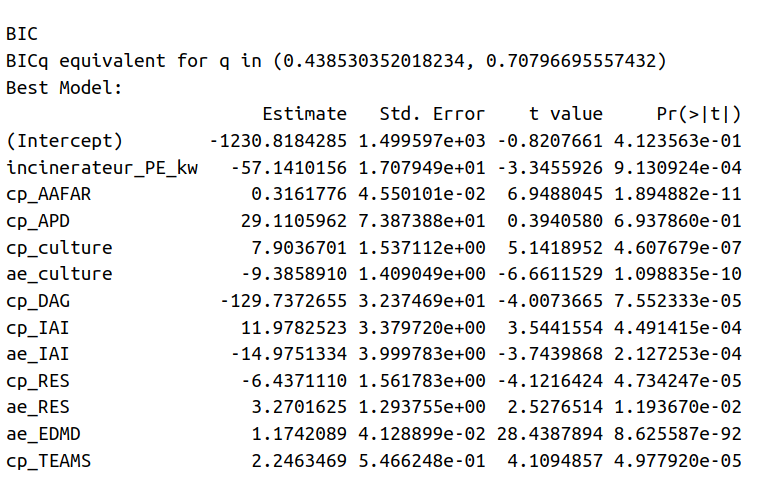 BIC
BICq equivalent for q in (0.438530352018234, 0.70796695557432)
Best Model:
Estimate Std. Error t value Pr(>|t|)
(Intercept) -1230.8184285 1.499597e+03 -0.8207661 4.123563e-01
incinerateur_PE_kw -57.1410156 1.707949e+01 -3.3455926 9.130924e-04
cp_AAFAR 0.3161776 4.550101e-02 6.9488045 1.894882e-11
cp_APD 29.1105962 7.387388e+01 0.3940580 6.937860e-01
cp_culture 7.9036701 1.537112e+00 5.1418952 4.607679e-07
ae_culture -9.3858910 1.409049e+00 -6.6611529 1.098835e-10
cp_DAG -129.7372655 3.237469e+01 -4.0073665 7.552333e-05
cp_IAI 11.9782523 3.379720e+00 3.5441554 4.491415e-04
ae_IAI -14.9751334 3.999783e+00 -3.7439868 2.127253e-04
cp_RES -6.4371110 1.561783e+00 -4.1216424 4.734247e-05
ae_RES 3.2701625 1.293755e+00 2.5276514 1.193670e-02
ae_EDMD 1.1742089 4.128899e-02 28.4387894 8.625587e-92
cp_TEAMS 2.2463469 5.466248e-01 4.1094857 4.977920e-05